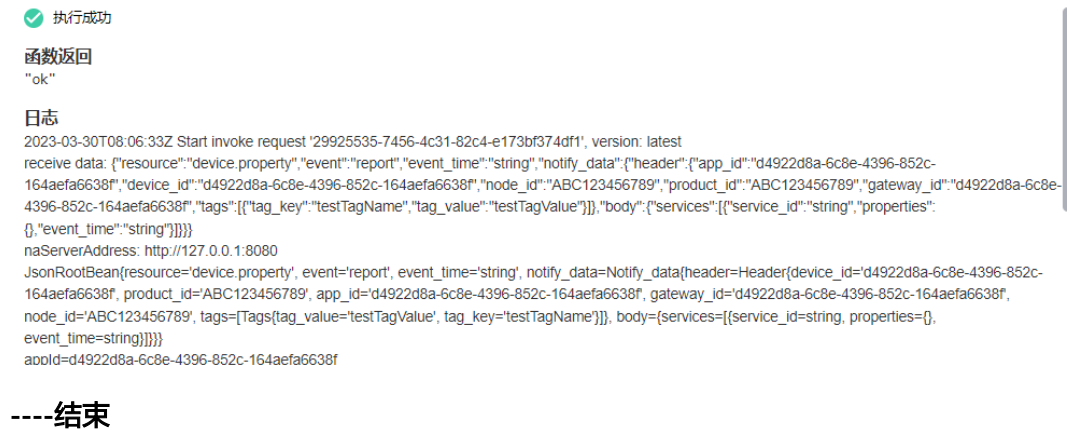 执行成功
函数返回
"ok"
日志
2023-03-30T08:06:33Z Start invoke request '29925535-7456-4c31-82c4-e173bf374df1', version: latest
receive data: {"resource":"device.property","event":"report","event_time":"string","notify_data":{"header":{"app_id":"d4922d8a-6c8e-4396-852c-
164aefa6638f","device_id":"d4922d8a-6c8e-4396-852c-164aefa6638f","node_id":"ABC123456789","product_id":"ABC123456789","gateway_id":"d4922d8a-6c8e-
4396-852c-164aefa6638f","tags":[{"tag_key":"testTagName","tag_value":"testTagValue"}]},"body":{"services":[{"service_id":"string","properties":
{},"event_time":"string"}]}}}
naServerAddress: http://127.0.0.1:8080
JsonRootBean{resource='device.property', event='report', event_time='string', notify_data=Notify_data{header=Header{device_id='d4922d8a-6c8e-4396-852c-
164aefa6638f', product_id='ABC123456789', app_id='d4922d8a-6c8e-4396-852c-164aefa6638f', gateway_id='d4922d8a-6c8e-4396-852c-164aefa6638f',
node_id='ABC123456789', tags=[Tags{tag_value='testTagValue', tag_key='testTagName'}]}, body={services=[{service_id=string, properties={},
event_time=string}]}}}
appId=d4922d8a-6c8e-4396-852c-164aefa6638f
----结束